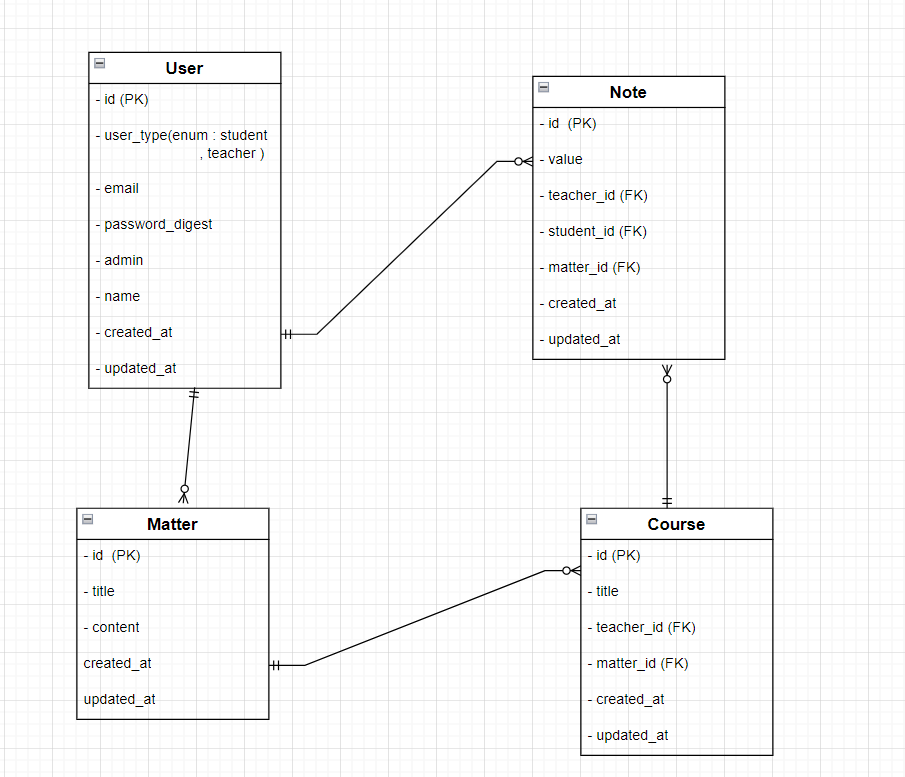 User
- id (PK)
- user_type(enum : student
, teacher )
- email
- password_digest
- admin
- name
- created_at
- updated_at
Note
- id  (PK)
- value
- teacher_id (FK)
- student_id (FK)
- matter_id (FK)
- created_at
- updated_at
Matter
- id  (PK)
- title
- content
created_at
updated_at
Course
- id (PK)
- title
- teacher_id (FK)
- matter_id (FK)
- created_at
- updated_at